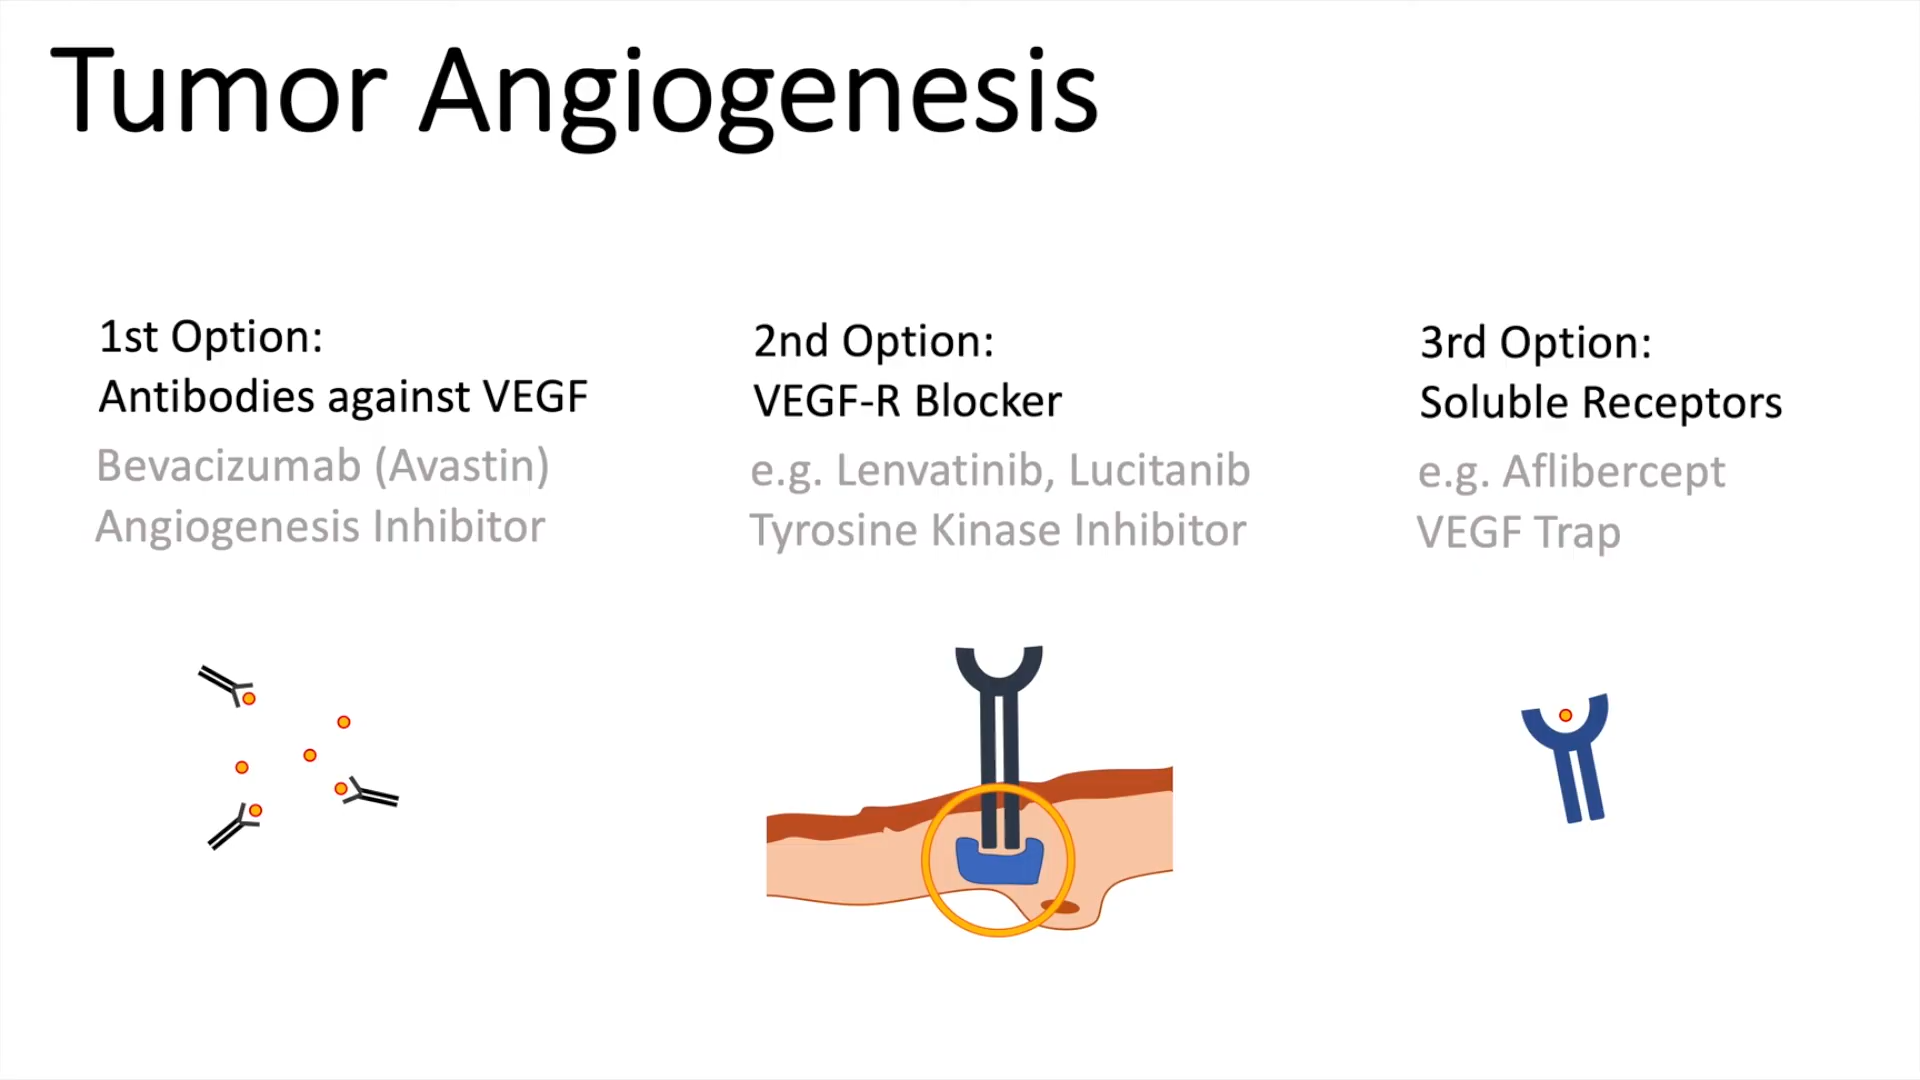 Tumor Angiogenesis
1st Option:
Antibodies against VEGF
Bevacizumab (Avastin)
Angiogenesis Inhibitor
2nd Option:
VEGF-R Blocker
e.g. Lenvatinib, Lucitanib
Tyrosine Kinase Inhibitor
3rd Option:
Soluble Receptors
e.g. Aflibercept
VEGF Trap